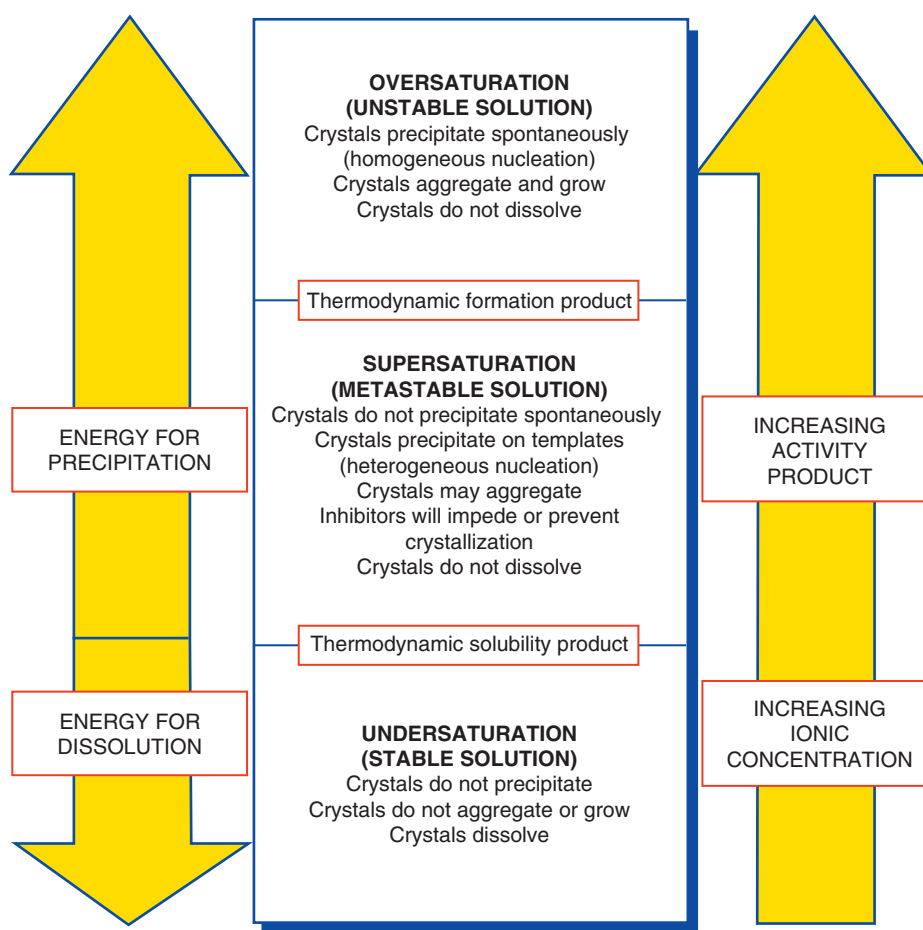 OVERSATURATION
(UNSTABLE SOLUTION)
Crystals precipitate spontaneously
(homogeneous nucleation)
Crystals aggregate and grow
Crystals do not dissolve
Thermodynamic formation product
SUPERSATURATION
(METASTABLE SOLUTION)
Crystals do not precipitate spontaneously
Crystals precipitate on templates
(heterogeneous nucleation)
Crystals may aggregate
Inhibitors will impede or prevent
crystallization
Crystals do not dissolve
ENERGY FOR
PRECIPITATION
INCREASING
ACTIVITY
PRODUCT
Thermodynamic solubility product
ENERGY FOR
DISSOLUTION
UNDERSATURATION
(STABLE SOLUTION)
Crystals do not precipitate
Crystals do not aggregate or grow
Crystals dissolve
INCREASING
IONIC
CONCENTRATION